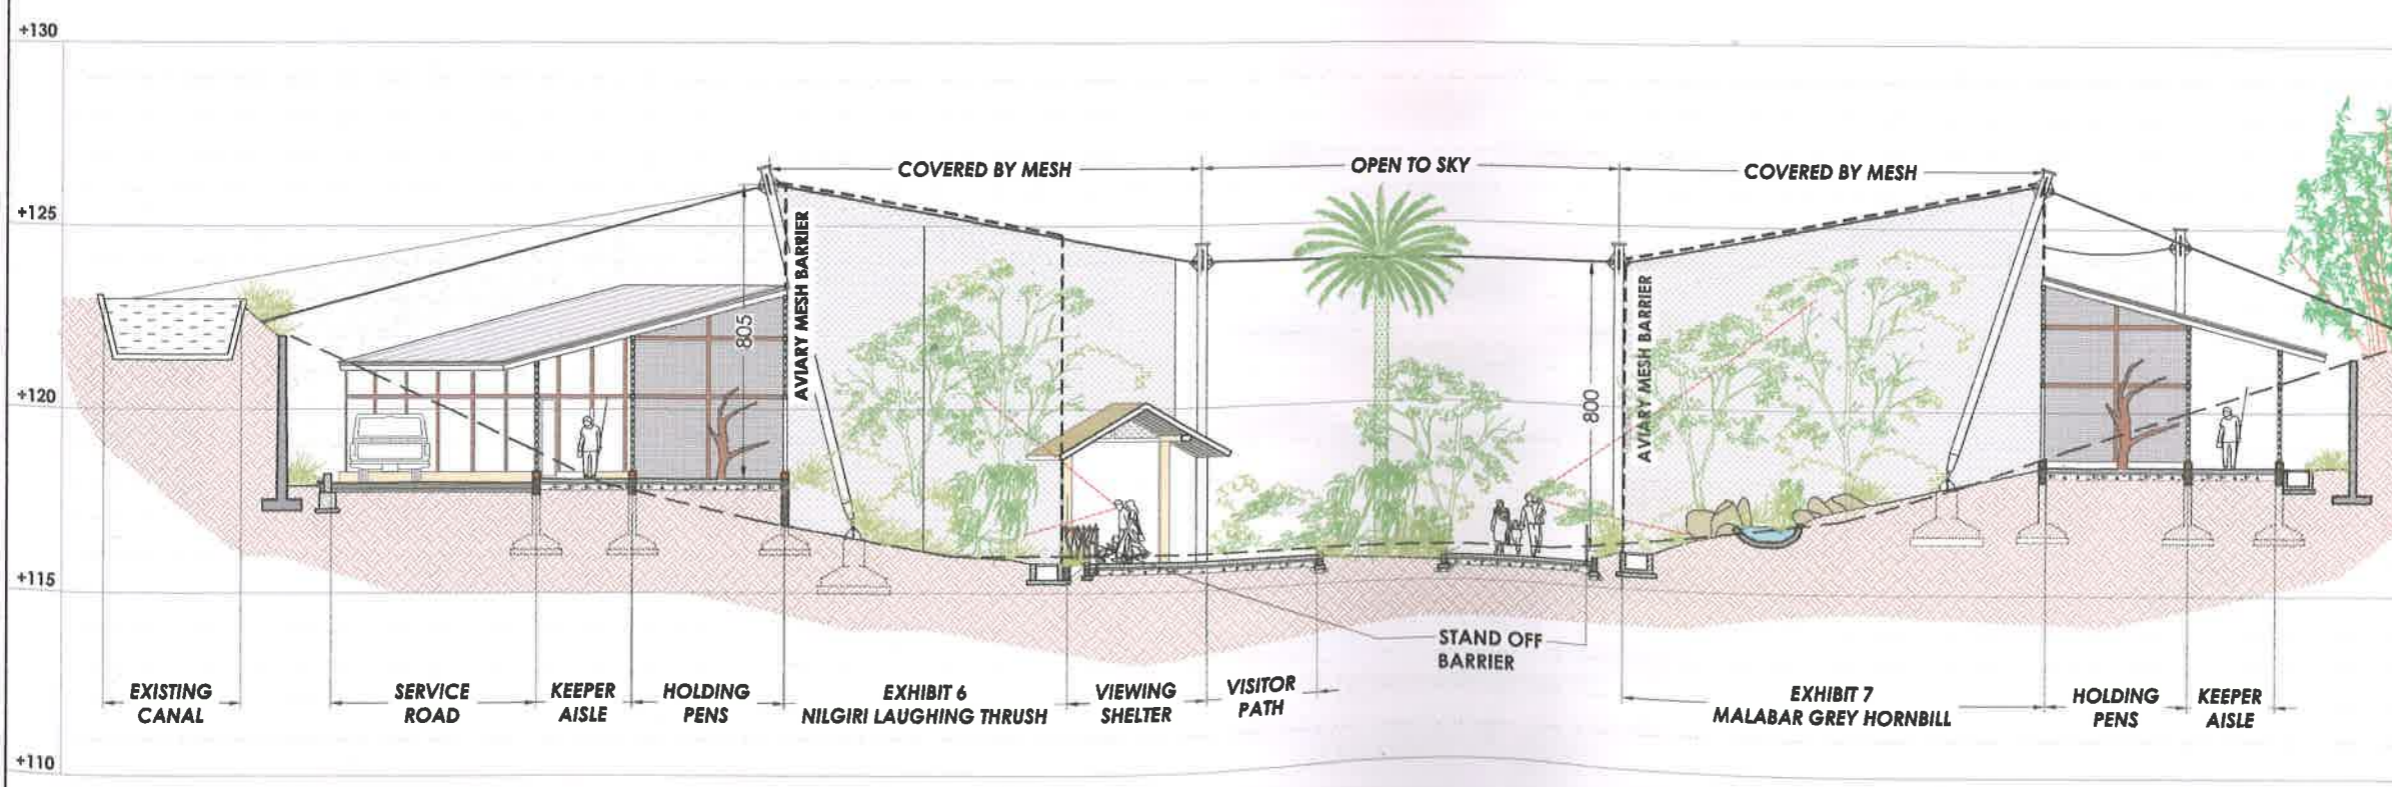 +130
+125
+120
+115
+110
COVERED BY MESH
OPEN TO SKY
COVERED BY MESH
AVIARY MESH BARRIER
805
800
AVIARY MESH BARRIER
STAND OFF
BARRIER
EXISTING
CANAL
SERVICE
ROAD
KEEPER
AISLE
HOLDING
PENS
EXHIBIT 6
NILGIRI LAUGHING THRUSH
VIEWING
SHELTER
VISITOR
PATH
EXHIBIT 7
MALABAR GREY HORNBILL
HOLDING
PENS
KEEPER
AISLE